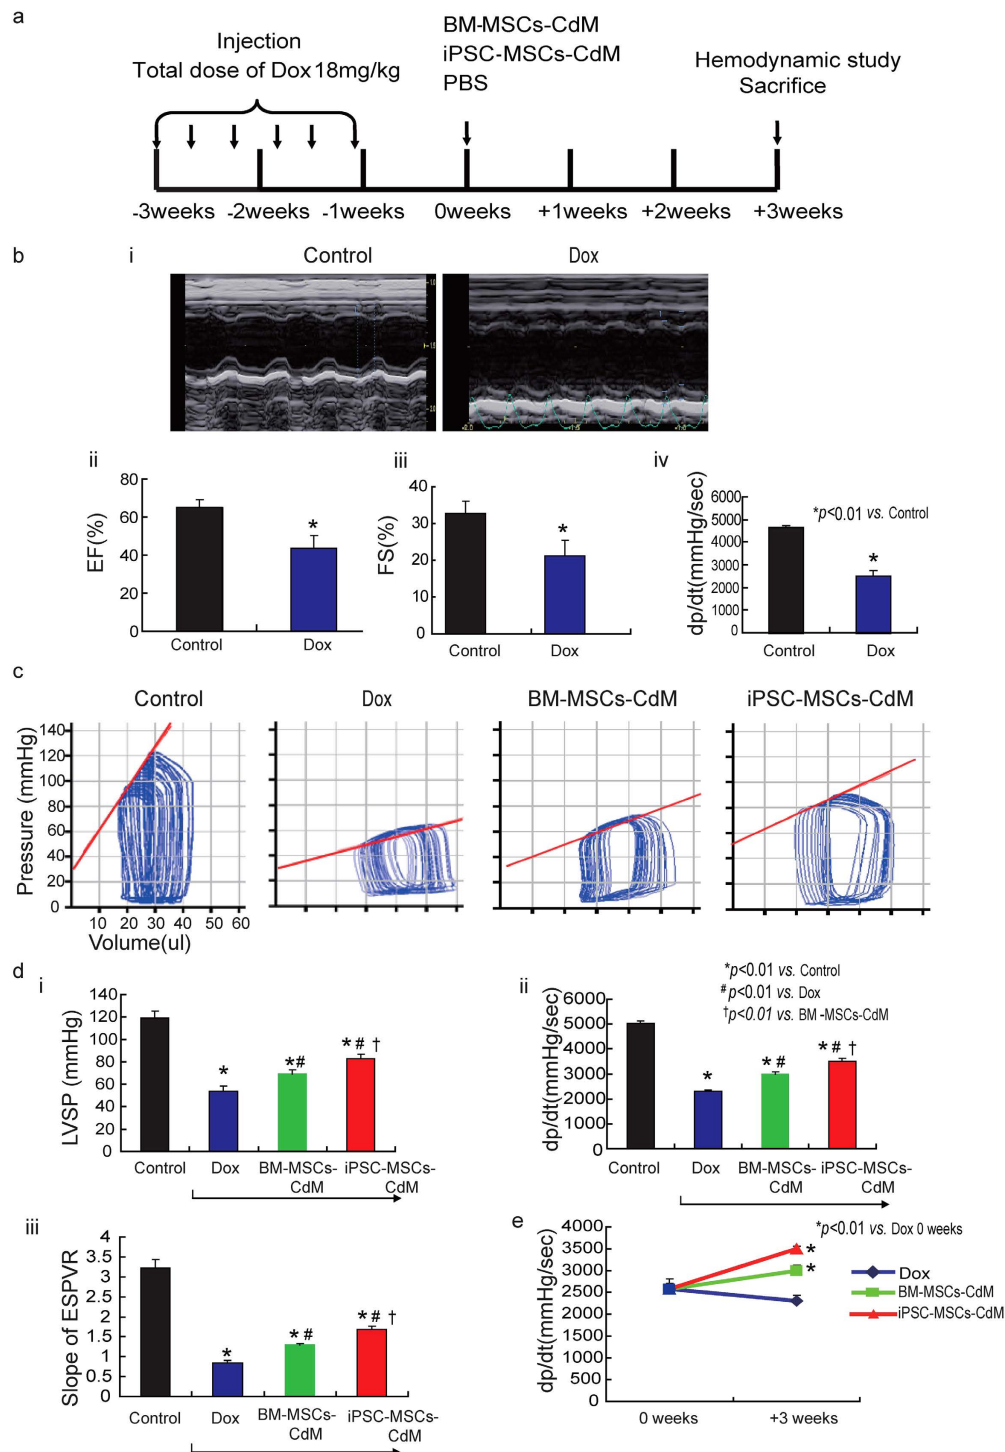 a
Injection
Total dose of Dox 18mg/kg
BM-MSCs-CdM
iPSC-MSCs-CdM
PBS
Hemodynamic study
Sacrifice
-3weeks -2weeks -1weeks 0weeks +1weeks +2weeks +3weeks
b
i
Control Dox
ii
EF(%)
80
60
40
20
0
*
Control Dox
iii
FS(%)
40
30
20
10
0
*
Control Dox
iv
dp/dt(mmHg/sec)
6000
5000
4000
3000
2000
1000
0
*p<0.01 vs. Control
*
Control Dox
c
Control Dox BM-MSCs-CdM iPSC-MSCs-CdM
Pressure (mmHg)
140
120
100
80
60
40
20
0
10 20 30 40 50 60
Volume(ul)
d
i
LVSP (mmHg)
140
120
100
80
60
40
20
0
* *# *# †
Control Dox BM-MSCs-CdM iPSC-MSCs-CdM
ii
*p<0.01 vs. Control
#p<0.01 vs. Dox
†p<0.01 vs. BM-MSCs-CdM
dp/dt(mmHg/sec)
6000
5000
4000
3000
2000
1000
0
* *# *# †
Control Dox BM-MSCs-CdM iPSC-MSCs-CdM
iii
Slope of ESPVR
4
3.5
3
2.5
2
1.5
1
0.5
0
* *# *# †
Control Dox BM-MSCs-CdM iPSC-MSCs-CdM
e
*p<0.01 vs. Dox 0 weeks
dp/dt(mmHg/sec)
4000
3500
3000
2500
2000
1500
1000
500
0
*
*
0 weeks +3 weeks
Dox
BM-MSCs-CdM
iPSC-MSCs-CdM